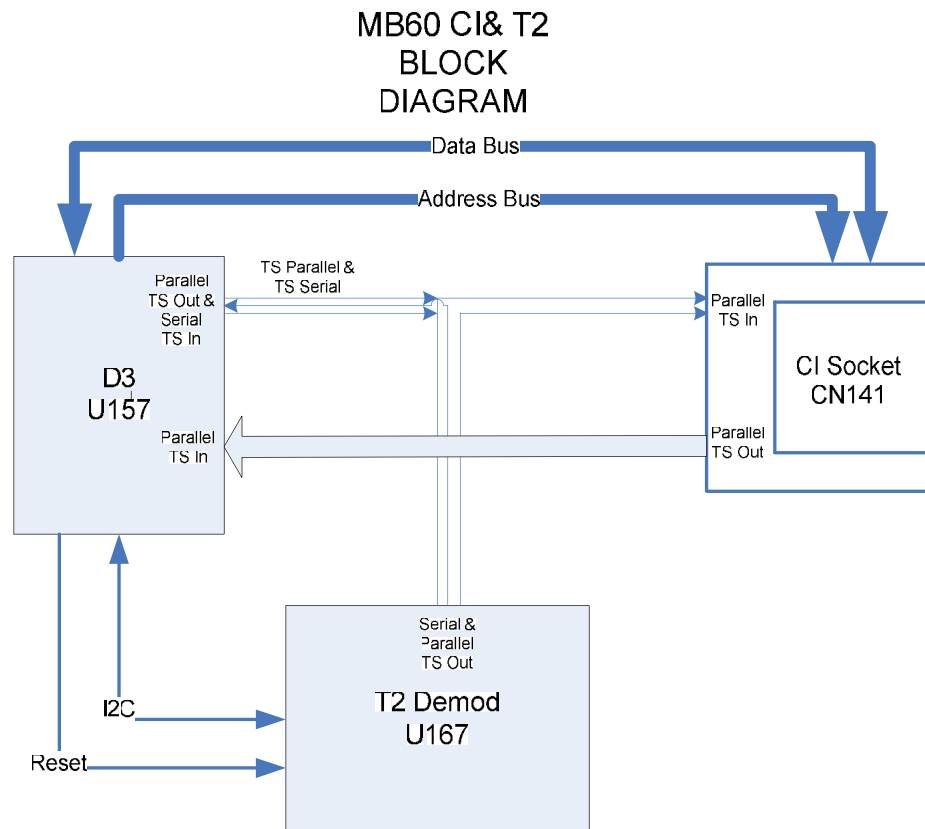 MB60 CI& T2
BLOCK
DIAGRAM
Data Bus
Address Bus
TS Parallel &
TS Serial
Parallel
TS Out &
Serial
TS In
D3
U157
Parallel
TS In
Parallel
TS In
CI Socket
CN141
Parallel
TS Out
Serial &
Parallel
TS Out
T2 Demod
U167
I2C
Reset